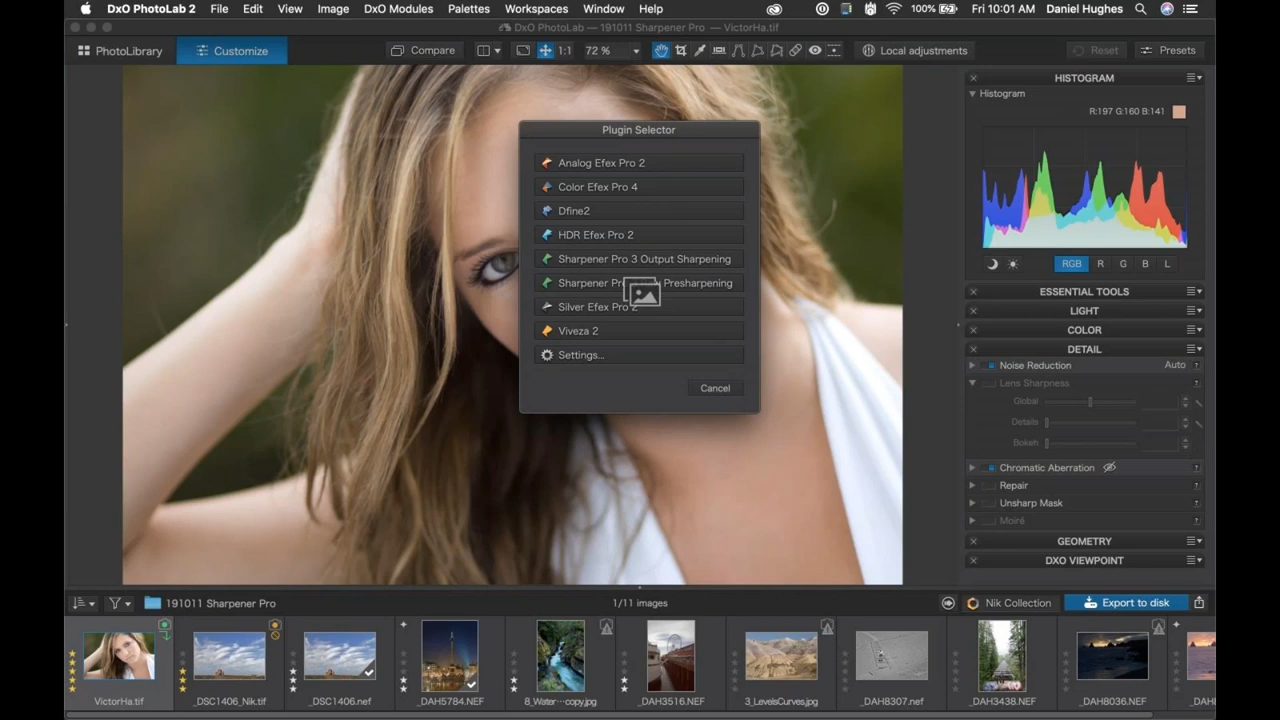 DxO PhotoLab 2 File Edit View Image DxO Modules Palettes Workspaces Window Help 100% Fri 10:01 AM Daniel Hughes
DxO PhotoLab — 191011 Sharpener Pro — VictorHa.tif
PhotoLibrary Customize Compare 1:1 72 % Local adjustments Reset Presets
HISTOGRAM
Histogram
R:197 G:160 B:141
RGB R G B L
ESSENTIAL TOOLS
LIGHT
COLOR
DETAIL
Noise Reduction Auto
Lens Sharpness
Global
Details
Bokeh
Chromatic Aberration
Repair
Unsharp Mask
Moiré
GEOMETRY
DXO VIEWPOINT
Plugin Selector
Analog Efex Pro 2
Color Efex Pro 4
Dfine2
HDR Efex Pro 2
Sharpener Pro 3 Output Sharpening
Sharpener Presharpening
Silver Efex Pro 2
Viveza 2
Settings...
Cancel
191011 Sharpener Pro 1/11 images Nik Collection Export to disk
VictorHa.tif _DSC1406_Nik.tif _DSC1406.nef _DAH5784.NEF 8_Water···copy.jpg _DAH3516.NEF 3_LevelsCurves.jpg _DAH8307.nef _DAH3438.NEF _DAH8036.NEF